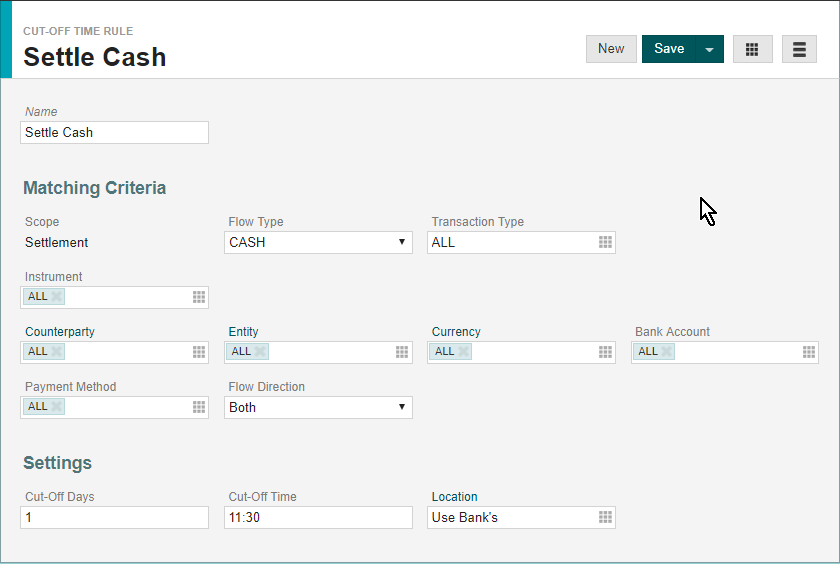 CUT-OFF TIME RULE
Settle Cash
New Save
Name
Settle Cash
Matching Criteria
Scope Flow Type Transaction Type
Settlement CASH ALL
Instrument
ALL
Counterparty Entity Currency Bank Account
ALL ALL ALL ALL
Payment Method Flow Direction
ALL Both
Settings
Cut-Off Days Cut-Off Time Location
1 11:30 Use Bank's